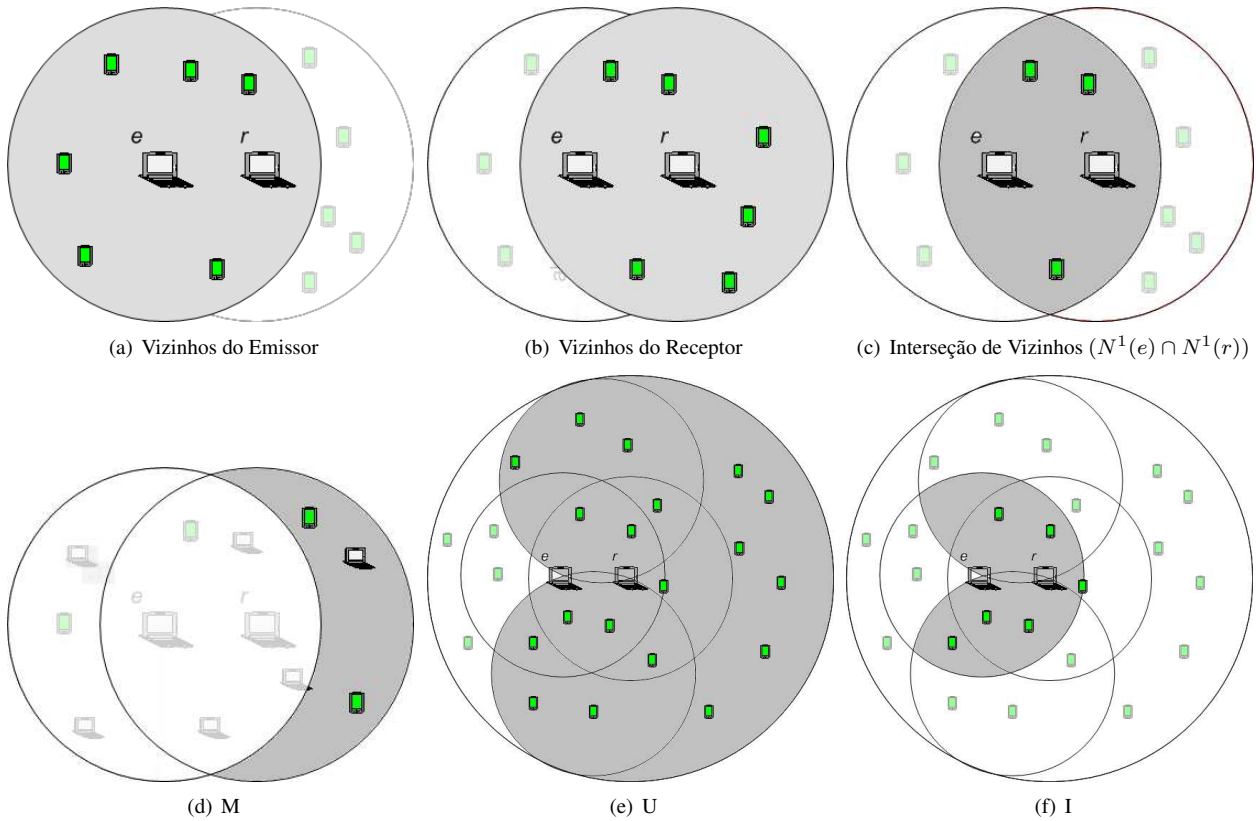 e r
e r
e r
(a) Vizinhos do Emissor
(b) Vizinhos do Receptor
(c) Interseção de Vizinhos (N¹(e) ∩ N¹(r))
e r
e r
e r
(d) M
(e) U
(f) I